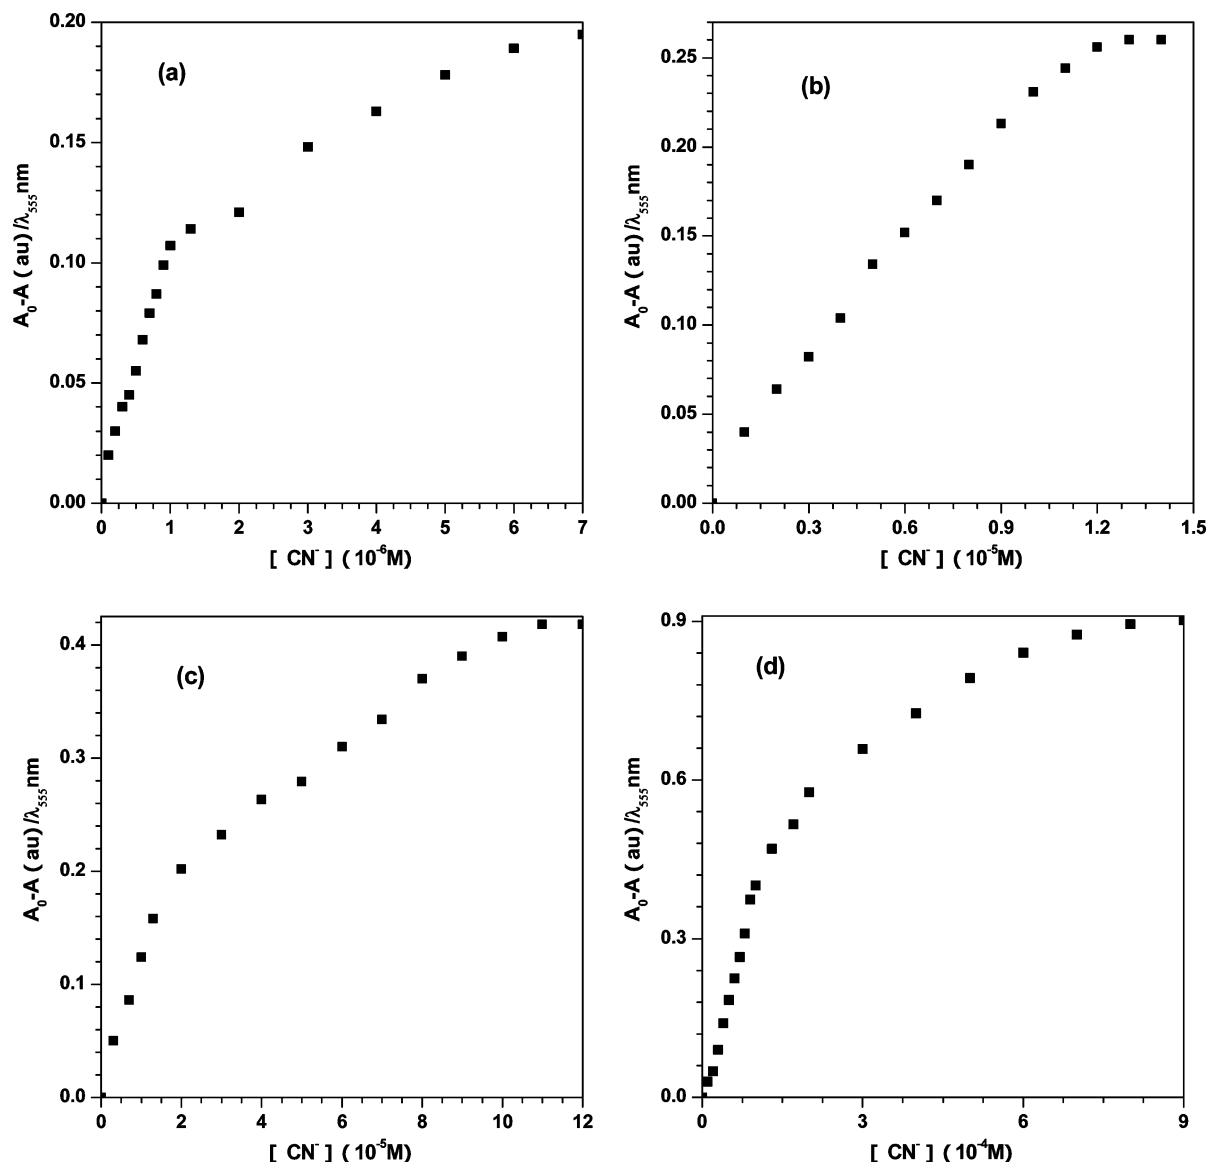 (a)
0.20
0.15
0.10
0.05
0.00
A₀-A ( au) /λ₅₅₅nm
0 1 2 3 4 5 6 7
[ CN⁻ ] ( 10⁻⁶M)
(b)
0.25
0.20
0.15
0.10
0.05
0.00
A₀-A ( au) /λ₅₅₅nm
0.0 0.3 0.6 0.9 1.2 1.5
[ CN⁻ ] ( 10⁻⁵M)
(c)
0.4
0.3
0.2
0.1
0.0
A₀-A ( au) /λ₅₅₅nm
0 2 4 6 8 10 12
[ CN⁻ ] ( 10⁻⁵M)
(d)
0.9
0.6
0.3
0.0
A₀-A ( au) /λ₅₅₅nm
0 3 6 9
[ CN⁻ ] ( 10⁻⁴M)